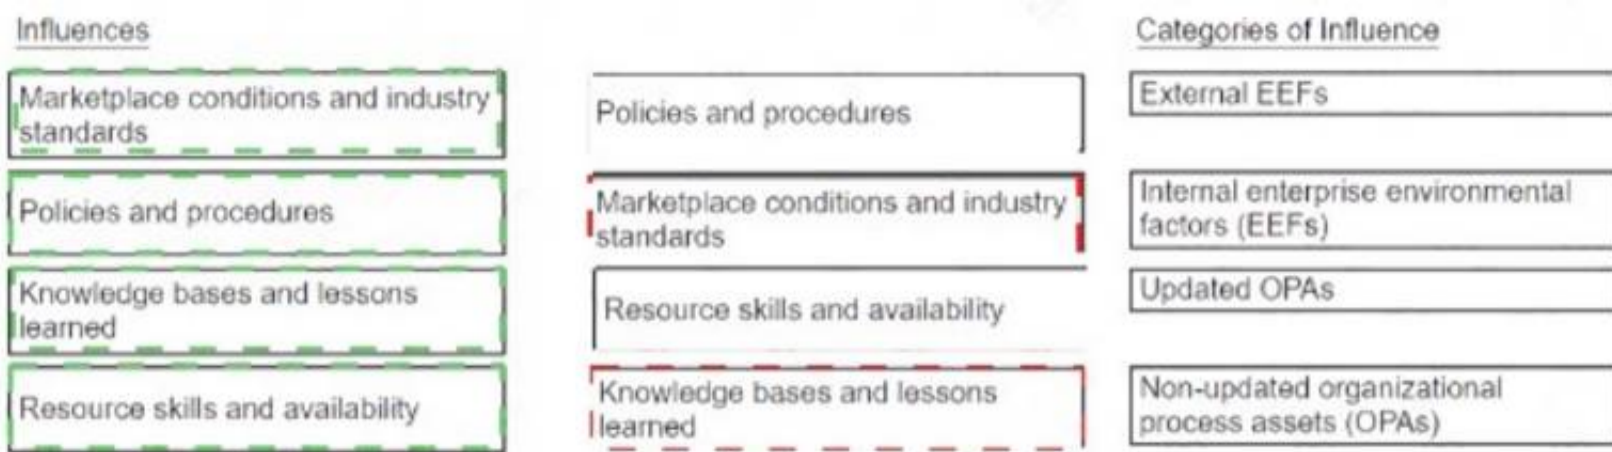 Influences
Marketplace conditions and industry
standards
Policies and procedures
Knowledge bases and lessons
learned
Resource skills and availability
Policies and procedures
Marketplace conditions and industry
standards
Resource skills and availability
Knowledge bases and lessons
learned
Categories of Influence
External EEFs
Internal enterprise environmental
factors (EEFs)
Updated OPAs
Non-updated organizational
process assets (OPAs)